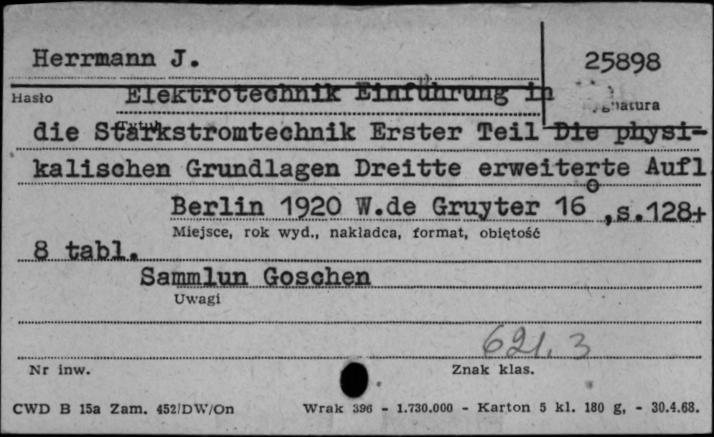 Herrmann J. 25898
Hasło Elektrotechnik Einführung in
die Starkstromtechnik Erster Teil Die physi-
kalischen Grundlagen Dreitte erweiterte Aufl.
Berlin 1920 W.de Gruyter 16° ,s.128+
Miejsce, rok wyd., nakładca, format, objętość
8 tabl.
Sammlun Goschen
Uwagi
621.3
Nr inw. Znak klas.
CWD B 15a Zam. 452/DW/On Wrak 396 - 1.730.000 - Karton 5 kl. 180 g, - 30.4.68.